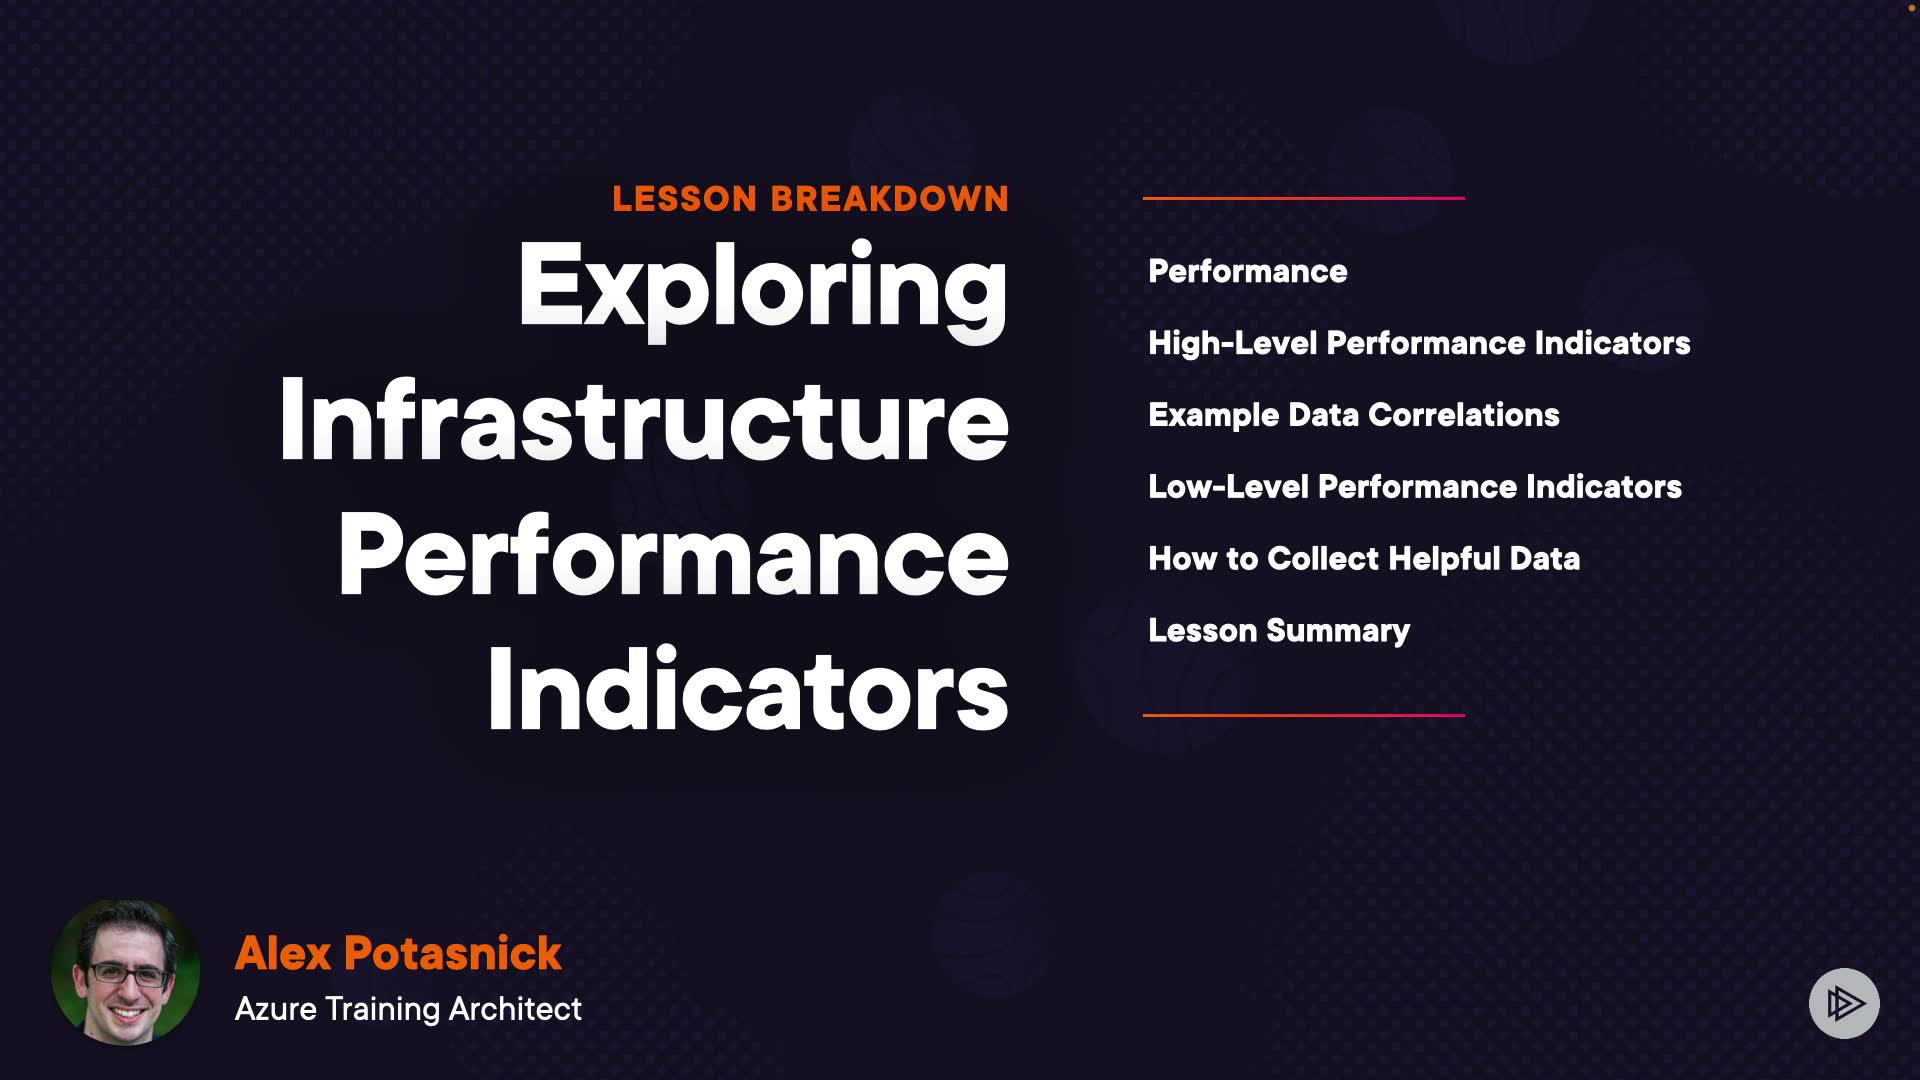 LESSON BREAKDOWN
Exploring
Infrastructure
Performance
Indicators
Performance
High-Level Performance Indicators
Example Data Correlations
Low-Level Performance Indicators
How to Collect Helpful Data
Lesson Summary
Alex Potasnick
Azure Training Architect